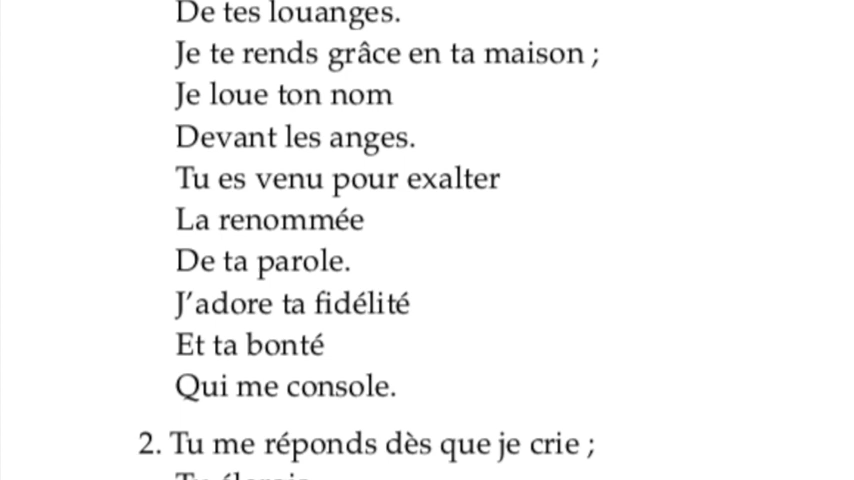 De tes louanges.
Je te rends grâce en ta maison ;
Je loue ton nom
Devant les anges.
Tu es venu pour exalter
La renommée
De ta parole.
J’adore ta fidélité
Et ta bonté
Qui me console.
2. Tu me réponds dès que je crie ;